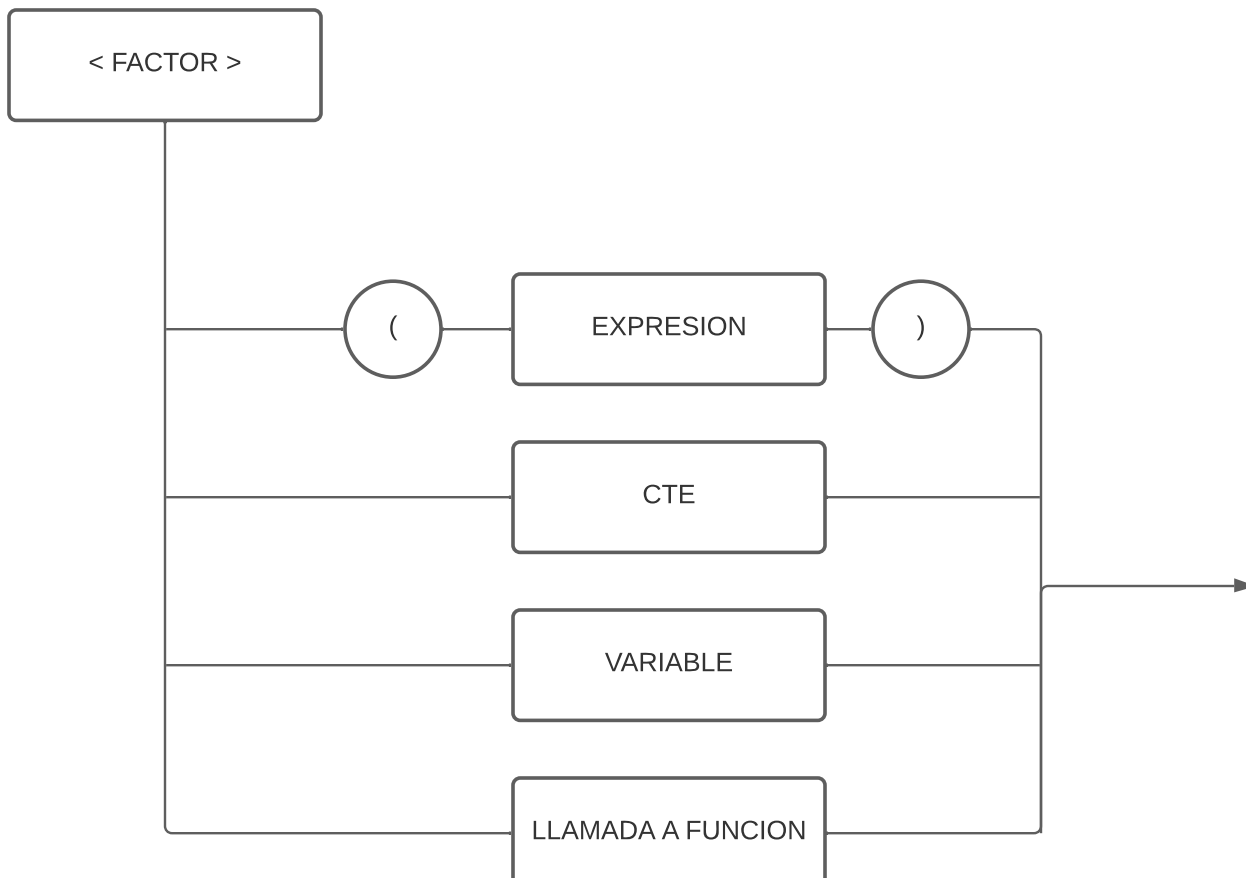 < FACTOR >
( EXPRESION )
CTE
VARIABLE
LLAMADA A FUNCION